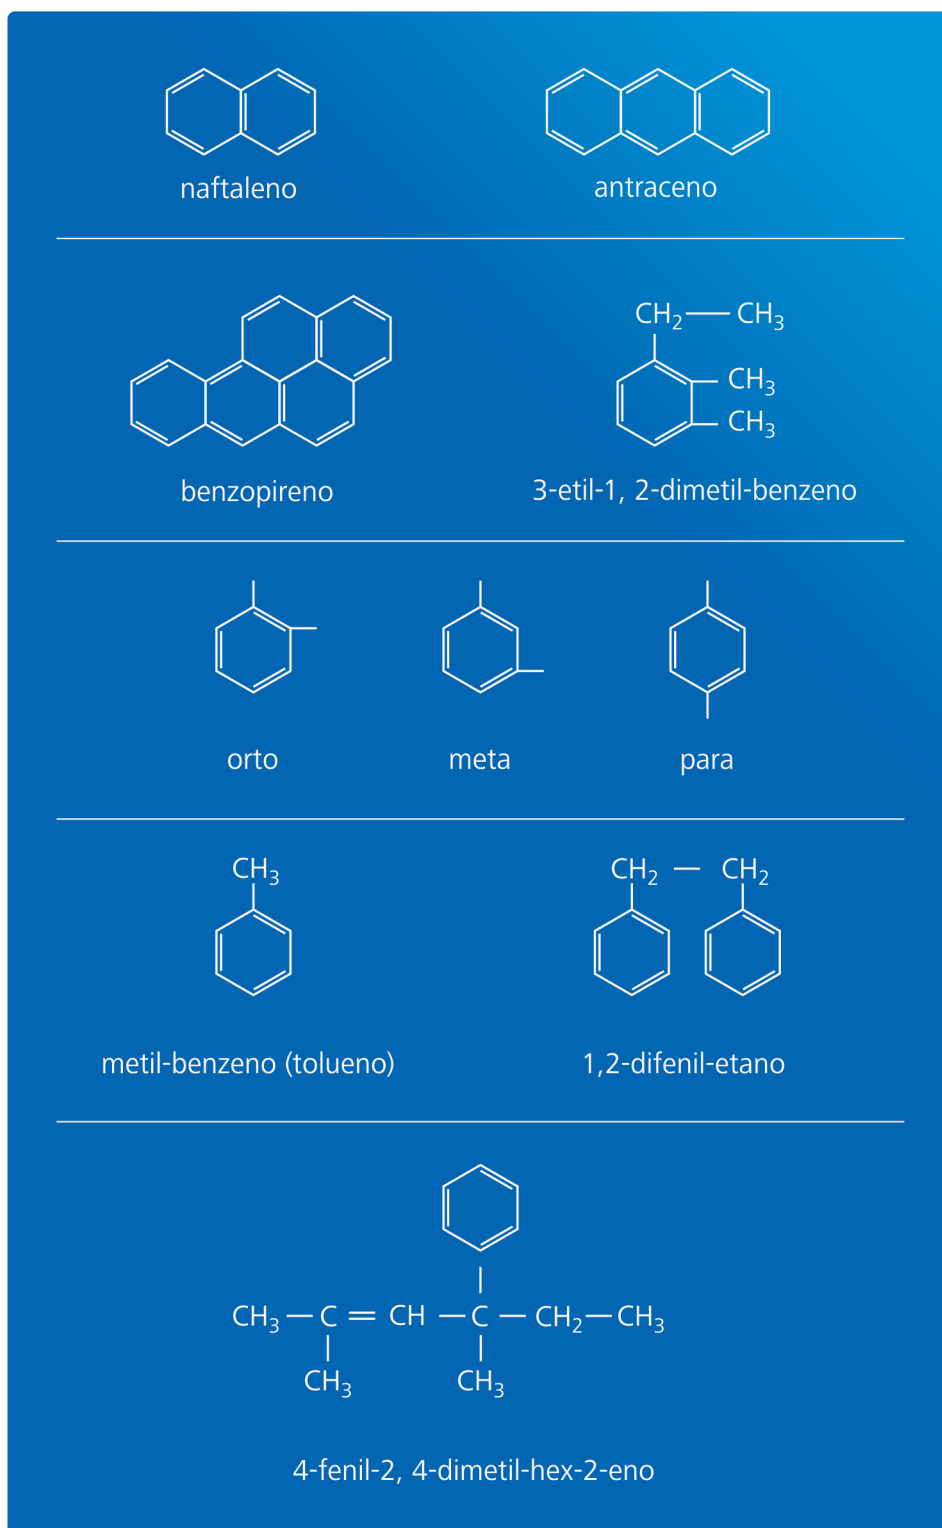 naftaleno
antraceno
CH₂—CH₃
CH₃
CH₃
benzopireno
3-etil-1, 2-dimetil-benzeno
orto
meta
para
CH₃
CH₂ — CH₂
metil-benzeno (tolueno)
1,2-difenil-etano
CH₃—C=CH—C—CH₂—CH₃
CH₃
CH₃
4-fenil-2, 4-dimetil-hex-2-eno